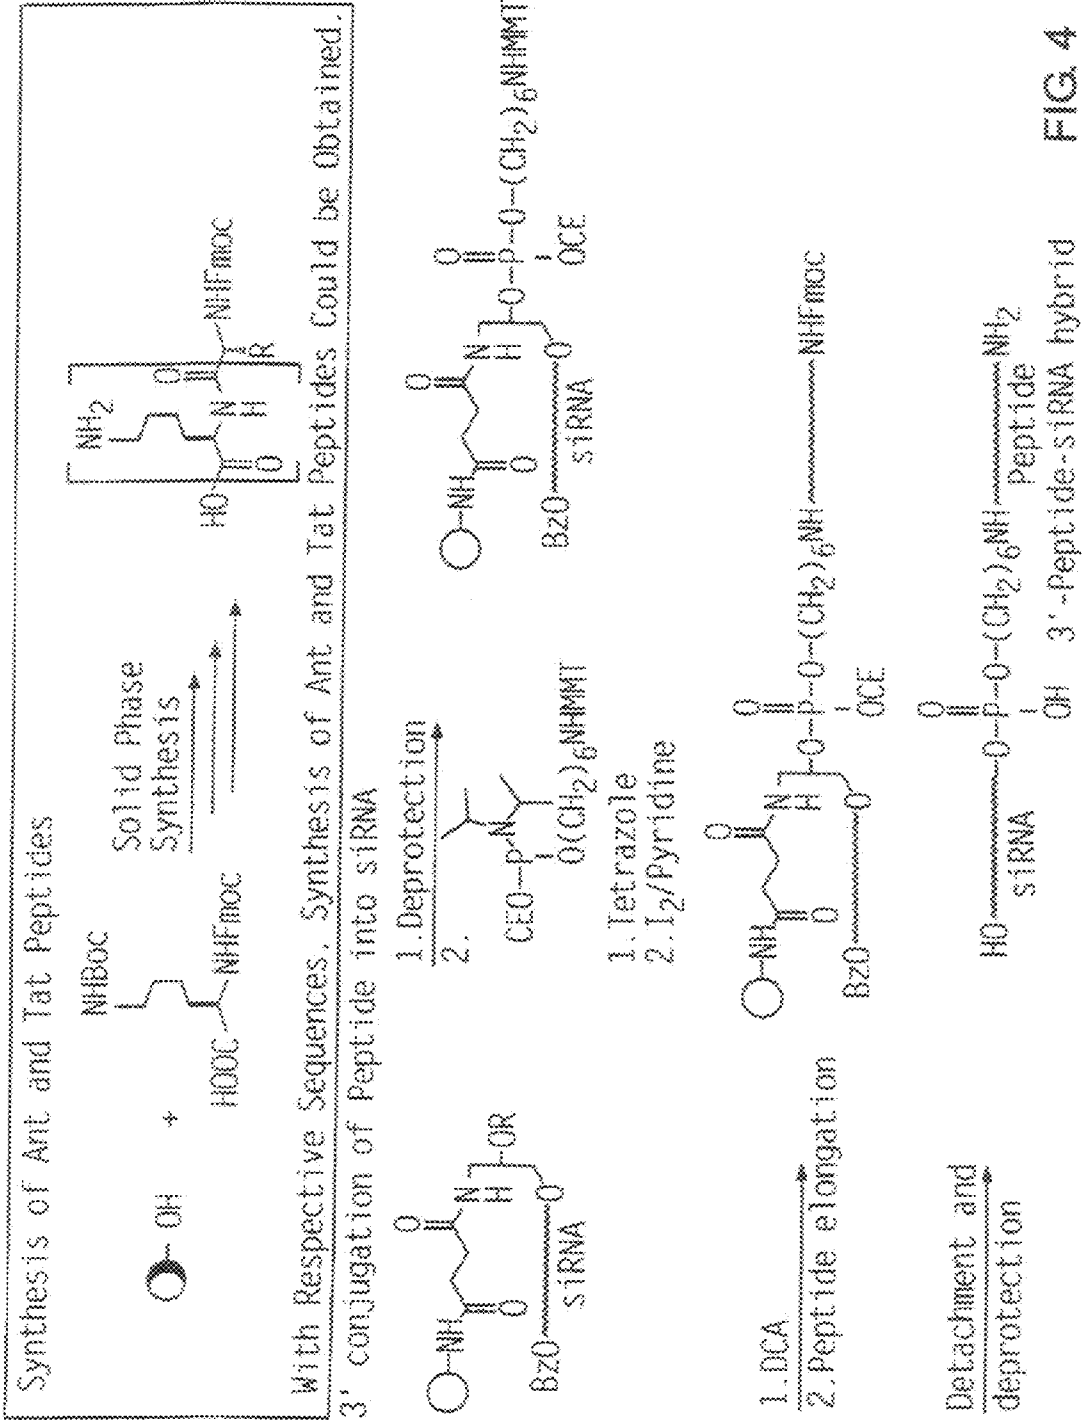 Synthesis of Ant and Tat Peptides
NHBoc
HOOC
NHFmoc
OH
+
Solid Phase
Synthesis
NH2
HO
O
N
H
O
R
NHFmoc
With Respective Sequences. Synthesis of Ant and Tat Peptides Could be Obtained.
3' conjugation of Peptide into siRNA
NH
O
O
N
H
OR
O
BzO
siRNA
1.Deprotection
2.
CEO-P-N
O(CH2)6NHMMT
1.Tetrazole
2.I2/Pyridine
NH
O
O
N
H
O
O-P-O-(CH2)6NHMMT
OCE
O
BzO
siRNA
1.DCA
2.Peptide elongation
NH
O
O
N
H
O
O-P-O-(CH2)6NH
NHFmoc
OCE
O
BzO
Detachment and
deprotection
HO
siRNA
O
O-P-O-(CH2)6NH
NH2
OH
Peptide
3'-Peptide-siRNA hybrid
FIG. 4